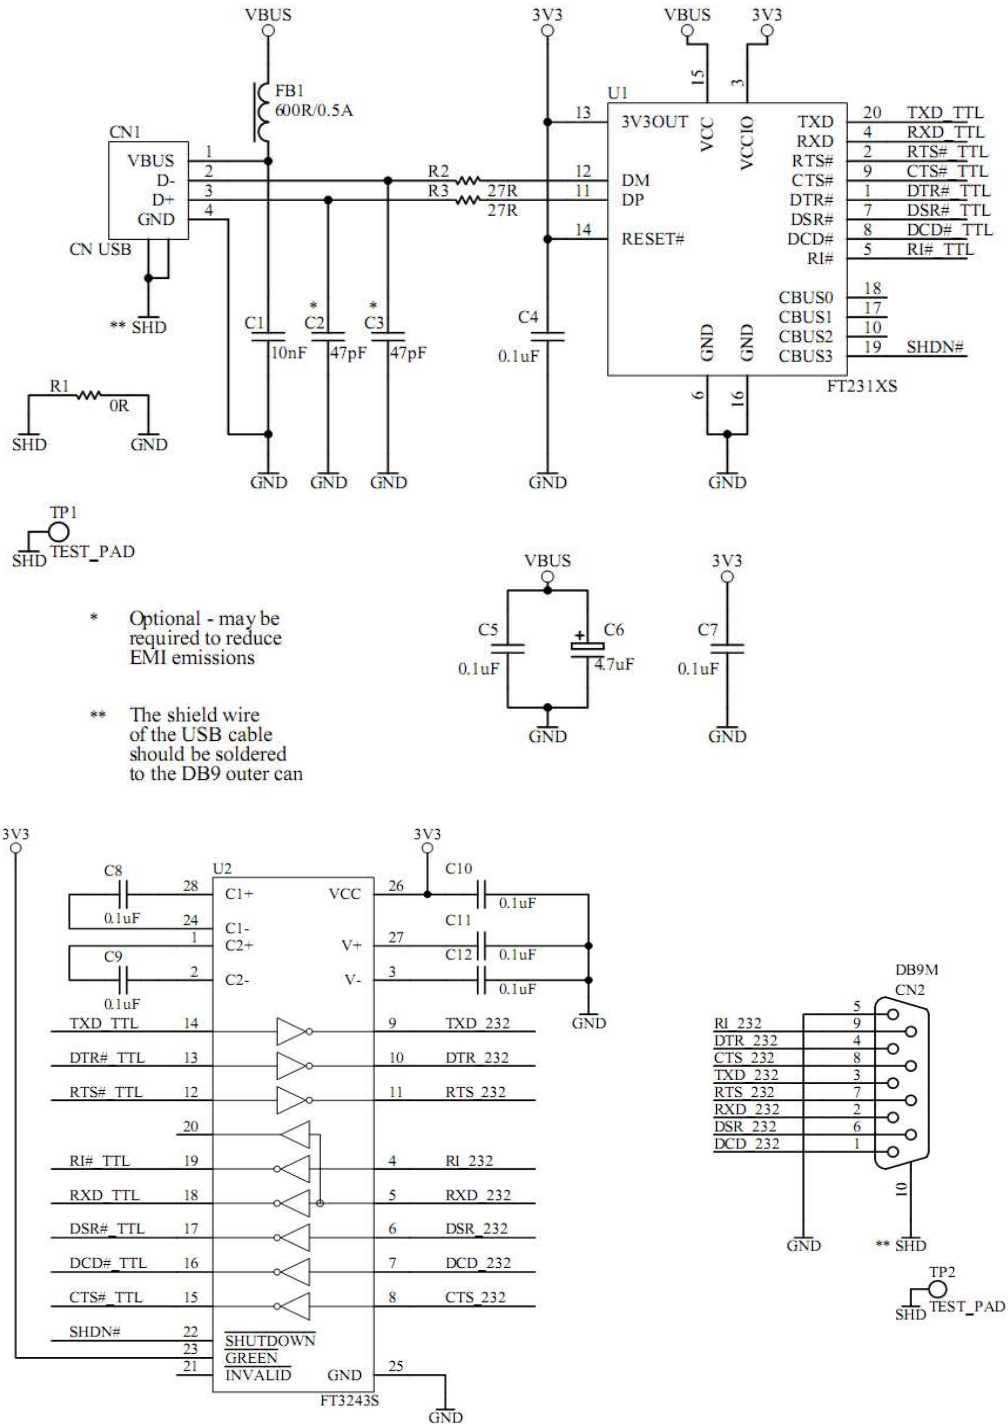 VBUS
3V3
VBUS
3V3
FB1
600R/0.5A
CN1
VBUS 1
D- 2
D+ 3
GND 4
CN USB
** SHD
R2
27R
R3
27R
U1
15
VCC
3
VCCIO
13 3V3OUT
12 DM
11 DP
14 RESET#
TXD 20 TXD_TTL
RXD 4 RXD_TTL
RTS# 2 RTS#_TTL
CTS# 9 CTS#_TTL
DTR# 1 DTR#_TTL
DSR# 7 DSR#_TTL
DCD# 8 DCD#_TTL
RI# 5 RI#_TTL
CBUS0 18
CBUS1 17
CBUS2 10
CBUS3 19 SHDN#
GND
6
GND
16
FT231XS
GND
C1
10nF
*
C2
47pF
*
C3
47pF
C4
0.1uF
GND
GND
GND
GND
R1
0R
SHD
GND
TP1
TEST_PAD
SHD
* Optional - may be
required to reduce
EMI emissions
** The shield wire
of the USB cable
should be soldered
to the DB9 outer can
VBUS
C5
0.1uF
+
C6
4.7uF
GND
3V3
C7
0.1uF
GND
3V3
3V3
U2
C8
0.1uF
28 C1+
24 C1-
1 C2+
C9
0.1uF
2 C2-
VCC 26
C10
0.1uF
V+ 27
C11
0.1uF
V- 3
C12
0.1uF
GND
TXD_TTL 14 9 TXD_232
DTR#_TTL 13 10 DTR_232
RTS#_TTL 12 11 RTS_232
20
RI#_TTL 19 4 RI_232
RXD_TTL 18 5 RXD_232
DSR#_TTL 17 6 DSR_232
DCD#_TTL 16 7 DCD_232
CTS#_TTL 15 8 CTS_232
SHDN# 22 SHUTDOWN
23 GREEN
21 INVALID
GND 25
FT3243S
GND
DB9M
CN2
5
RI_232 9
DTR_232 4
CTS_232 8
TXD_232 3
RTS_232 7
RXD_232 2
DSR_232 6
DCD_232 1
10
GND
** SHD
TP2
TEST_PAD
SHD